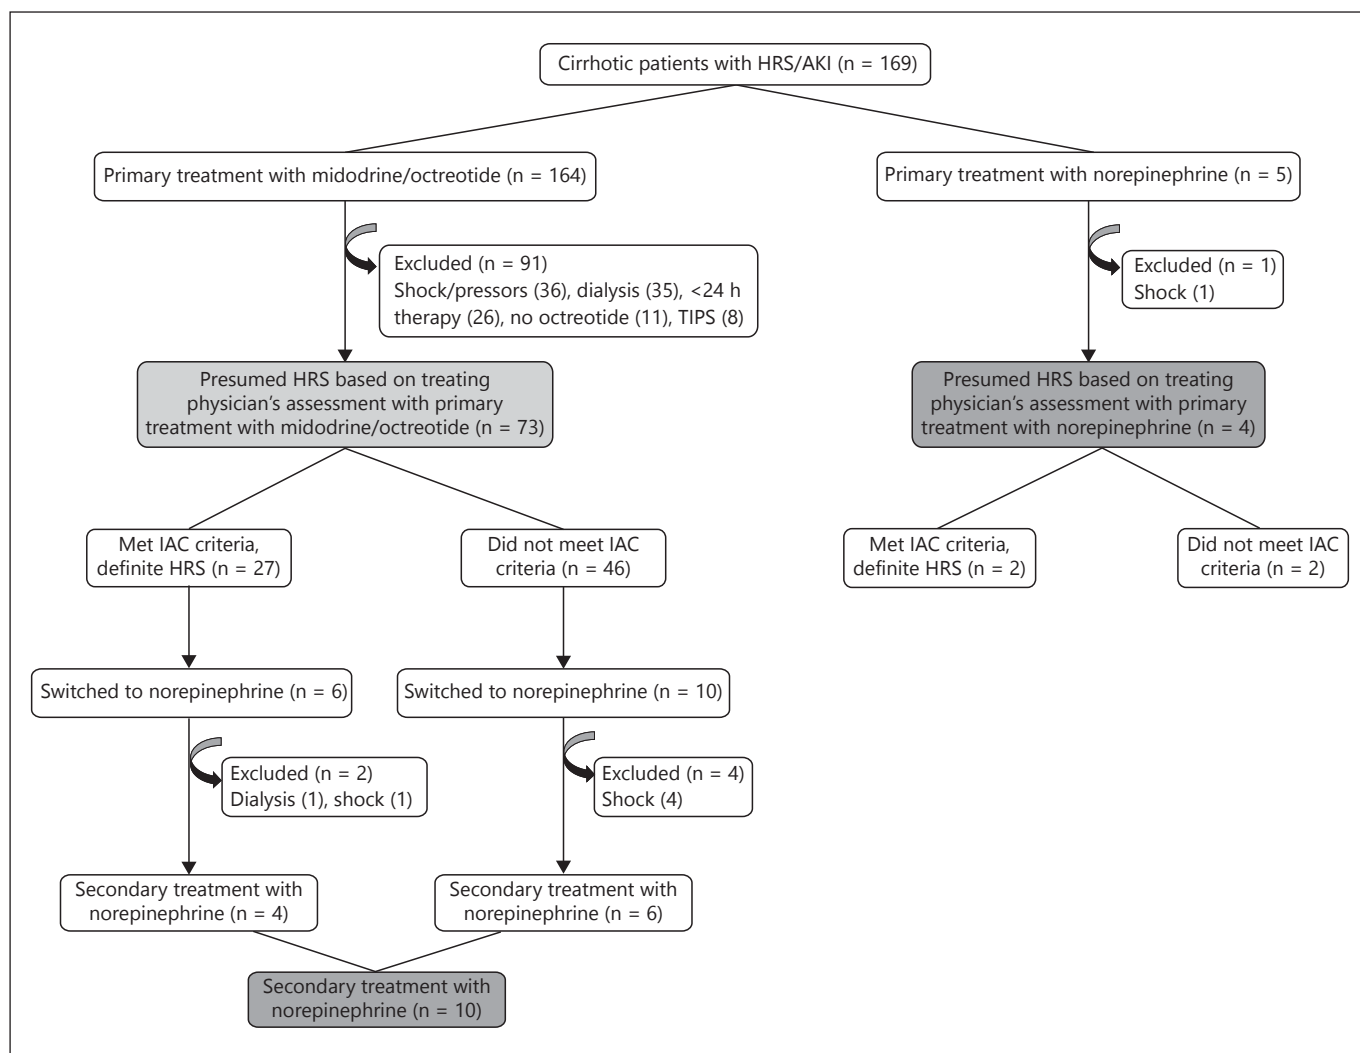 Cirrhotic patients with HRS/AKI (n = 169)
Primary treatment with midodrine/octreotide (n = 164)
Primary treatment with norepinephrine (n = 5)
Excluded (n = 91)
Shock/pressors (36), dialysis (35), <24 h
therapy (26), no octreotide (11), TIPS (8)
Excluded (n = 1)
Shock (1)
Presumed HRS based on treating
physician's assessment with primary
treatment with midodrine/octreotide (n = 73)
Presumed HRS based on treating
physician's assessment with primary
treatment with norepinephrine (n = 4)
Met IAC criteria,
definite HRS (n = 27)
Did not meet IAC
criteria (n = 46)
Met IAC criteria,
definite HRS (n = 2)
Did not meet IAC
criteria (n = 2)
Switched to norepinephrine (n = 6)
Switched to norepinephrine (n = 10)
Excluded (n = 2)
Dialysis (1), shock (1)
Excluded (n = 4)
Shock (4)
Secondary treatment with
norepinephrine (n = 4)
Secondary treatment with
norepinephrine (n = 6)
Secondary treatment with
norepinephrine (n = 10)